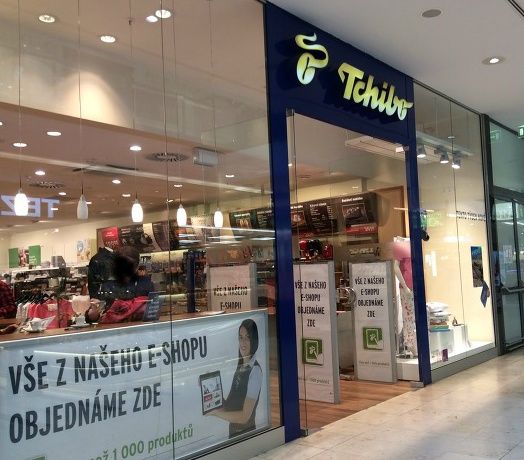 Tchibo
VŠE Z NAŠEHO
E-SHOPU
VŠE Z NAŠEHO
E-SHOPU
OBJEDNÁME
ZDE
VŠE Z NAŠEHO
E-SHOPU
OBJEDNÁME
ZDE
VŠE Z NAŠEHO E-SHOPU
OBJEDNÁME ZDE
než 1 000 produktů